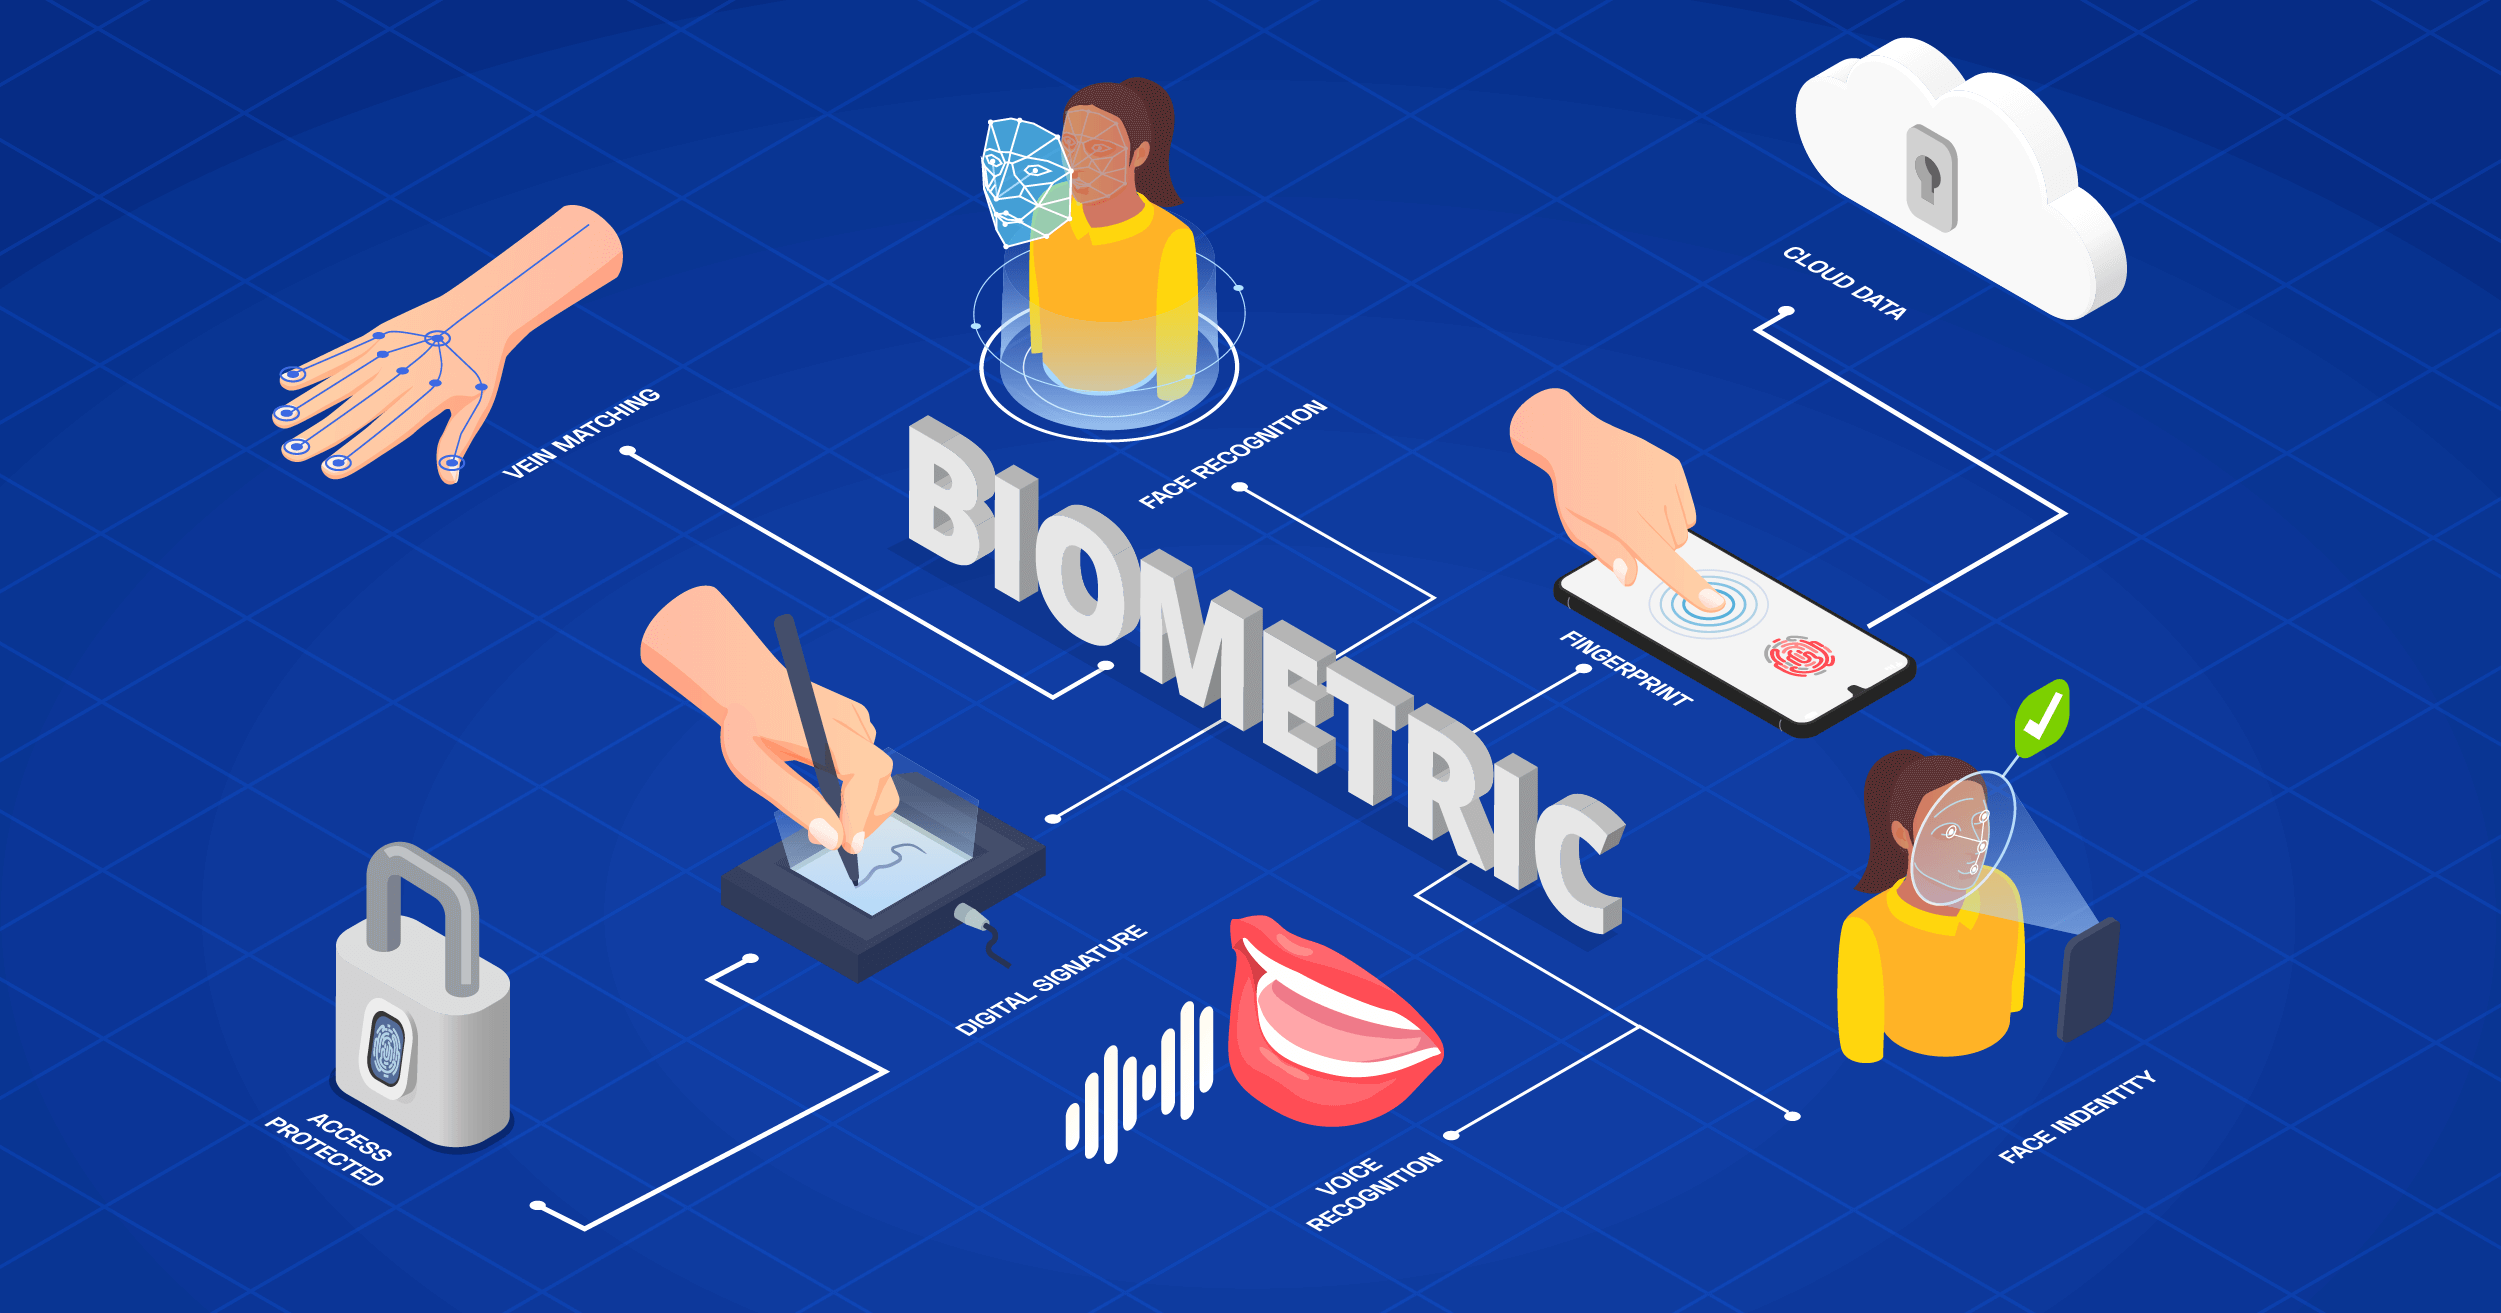 CLOUD DATA
VEIN MATCHING
FACE RECOGNITION
BIOMETRIC
FINGERPRINT
DIGITAL SIGNATURE
ACCESS
PROTECTED
VOICE
RECOGNITION
FACE INDENTITY